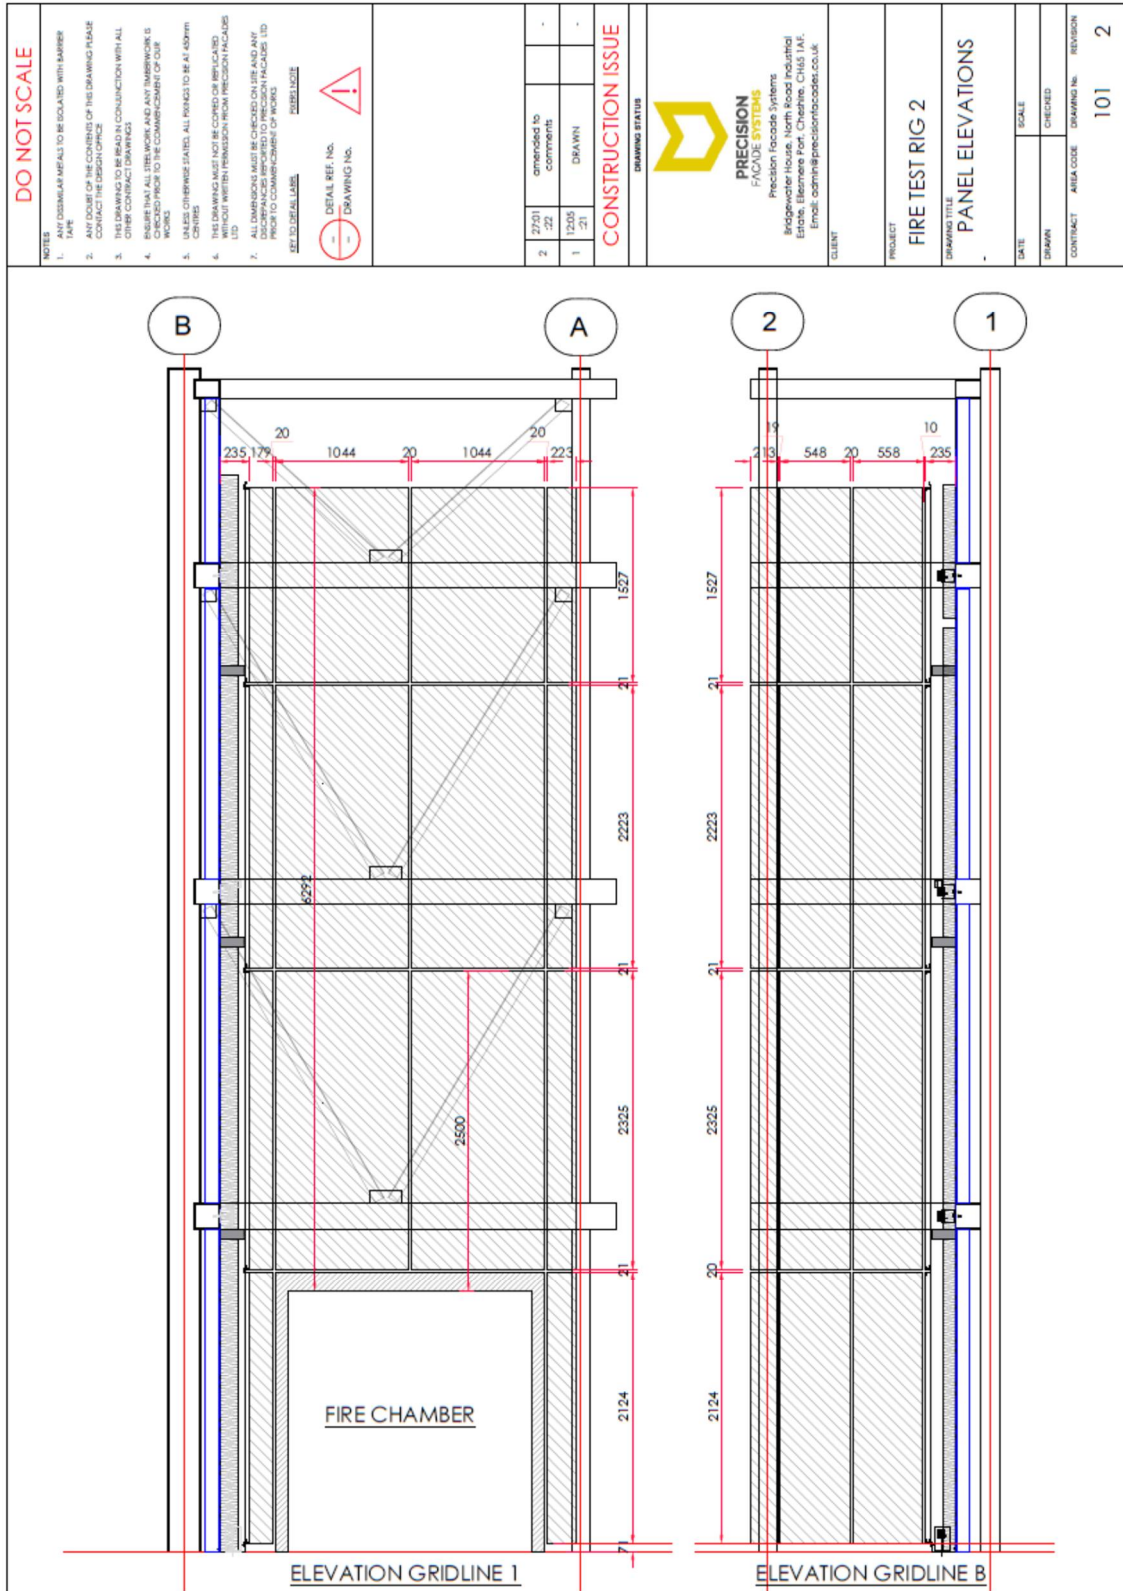 DO NOT SCALE
NOTES
1. ANY DISSIMILAR METALS TO BE ISOLATED WITH BARRIER
TAPE
2. ANY DOUBT OF THE CONTENTS OF THIS DRAWING PLEASE
CONTACT THE DESIGN OFFICE
3. THIS DRAWING TO BE READ IN CONJUNCTION WITH ALL
OTHER CONTRACT DRAWINGS
4. ENSURE THAT ALL STEELWORK AND ANY TIMBERWORK IS
CHECKED PRIOR TO THE COMMENCEMENT OF OUR
WORKS
5. UNLESS OTHERWISE STATED, ALL FIXINGS TO BE AT 450mm
CENTRES
6. THIS DRAWING MUST NOT BE COPIED OR REPLICATED
WITHOUT WRITTEN PERMISSION FROM PRECISION FACADES
LTD
7. ALL DIMENSIONS MUST BE CHECKED ON SITE AND ANY
DISCREPANCIES REPORTED TO PRECISION FACADES LTD
PRIOR TO COMMENCEMENT OF WORKS
KEY TO DETAIL LABEL
FIXERS NOTE
DETAIL REF. No.
DRAWING No.
2 27/01 :22 amended to comments -
1 12:05 :21 DRAWN -
CONSTRUCTION ISSUE
DRAWING STATUS
PRECISION
FACADE SYSTEMS
Precision Facade Systems
Bridgewater House, North Road Industrial
Estate, Ellesmere Port, Cheshire, CH65 1AF.
Email: admin@precisionfacades.co.uk
CLIENT
PROJECT
FIRE TEST RIG 2
DRAWING TITLE
PANEL ELEVATIONS
-
DATE SCALE
DRAWN CHECKED
CONTRACT AREA CODE DRAWING No. REVISION
101 2
B
A
2
1
20
20
235 179 1044 20 1044 223
19
10
213 548 20 558 235
1527
1527
21
21
2223
2223
6292
21
21
2325
2325
2500
21
20
2124
2124
FIRE CHAMBER
71
ELEVATION GRIDLINE 1
ELEVATION GRIDLINE B